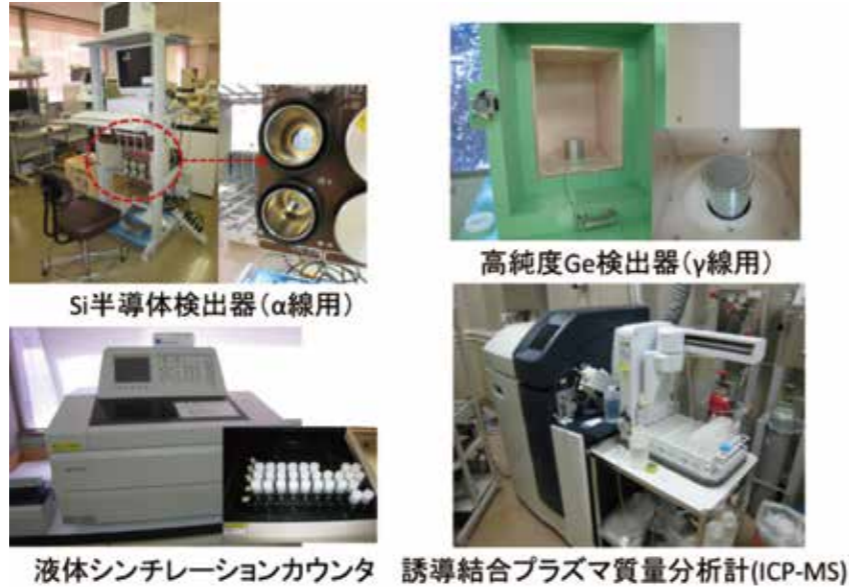 Si半導体検出器(α線用)
高純度Ge検出器(γ線用)
液体シンチレーションカウンタ
誘導結合プラズマ質量分析計(ICP-MS)